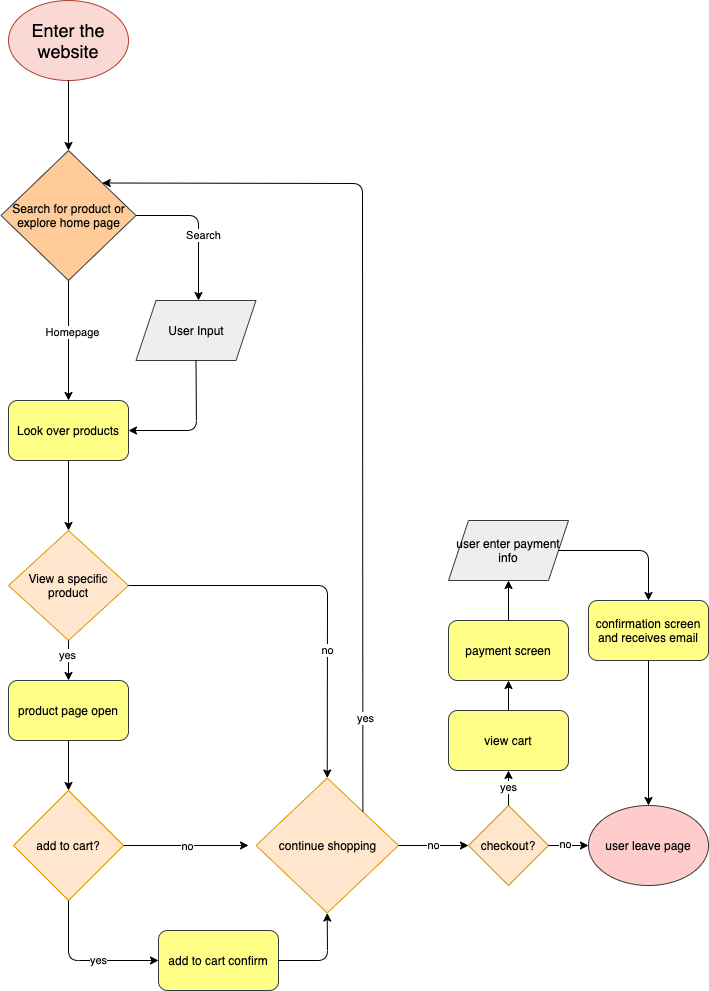 Enter the
website
Search for product or
explore home page
Search
User Input
Homepage
Look over products
View a specific
product
no
yes
product page open
yes
add to cart?
no
continue shopping
no
yes
add to cart confirm
user enter payment
info
confirmation screen
and receives email
payment screen
view cart
yes
checkout?
no
user leave page